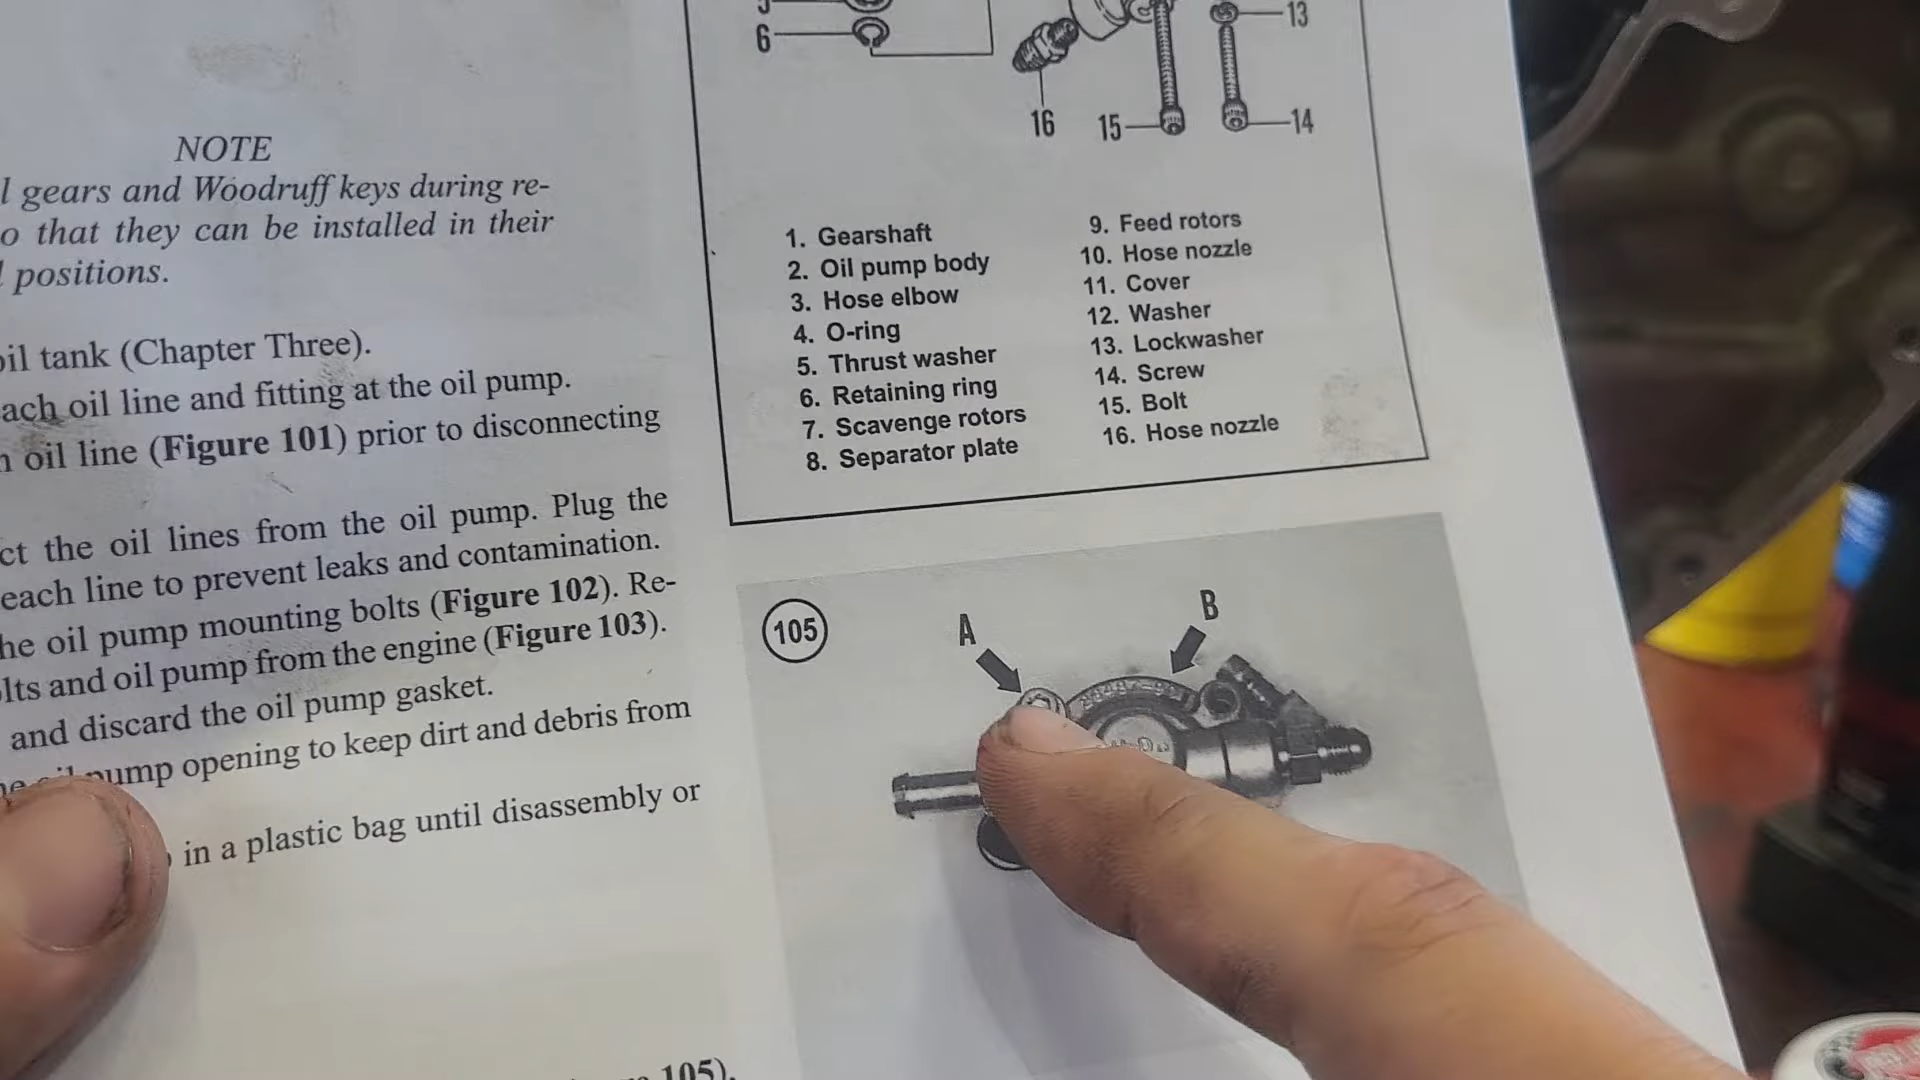 NOTE
l gears and Woodruff keys during re-
o that they can be installed in their
positions.
oil tank (Chapter Three).
ach oil line and fitting at the oil pump.
oil line (Figure 101) prior to disconnecting
ct the oil lines from the oil pump. Plug the
each line to prevent leaks and contamination.
he oil pump mounting bolts (Figure 102). Re-
lts and oil pump from the engine (Figure 103).
and discard the oil pump gasket.
pump opening to keep dirt and debris from
in a plastic bag until disassembly or
105).
6
13
16
15
14
1. Gearshaft
2. Oil pump body
3. Hose elbow
4. O-ring
5. Thrust washer
6. Retaining ring
7. Scavenge rotors
8. Separator plate
9. Feed rotors
10. Hose nozzle
11. Cover
12. Washer
13. Lockwasher
14. Screw
15. Bolt
16. Hose nozzle
105
A
B